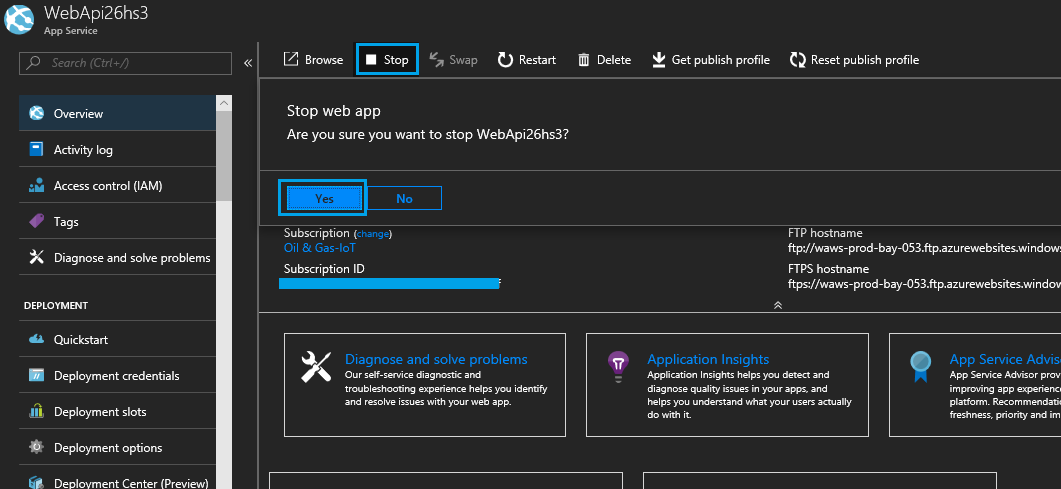 WebApi26hs3
App Service
Search (Ctrl+/)
Browse
Stop
Swap
Restart
Delete
Get publish profile
Reset publish profile
Overview
Activity log
Access control (IAM)
Tags
Diagnose and solve problems
DEPLOYMENT
Quickstart
Deployment credentials
Deployment slots
Deployment options
Deployment Center (Preview)
Stop web app
Are you sure you want to stop WebApi26hs3?
Yes
No
Subscription (change)
Oil & Gas-IoT
Subscription ID
FTP hostname
ftp://waws-prod-bay-053.ftp.azurewebsites.windows
FTPS hostname
ftps://waws-prod-bay-053.ftp.azurewebsites.window
Diagnose and solve problems
Our self-service diagnostic and
troubleshooting experience helps you identify
and resolve issues with your web app.
Application Insights
Application Insights helps you detect and
diagnose quality issues in your apps, and
helps you understand what your users actually
do with it.
App Service Adviso
App Service Advisor prov
improving app experienc
platform. Recommendatio
freshness, priority and im